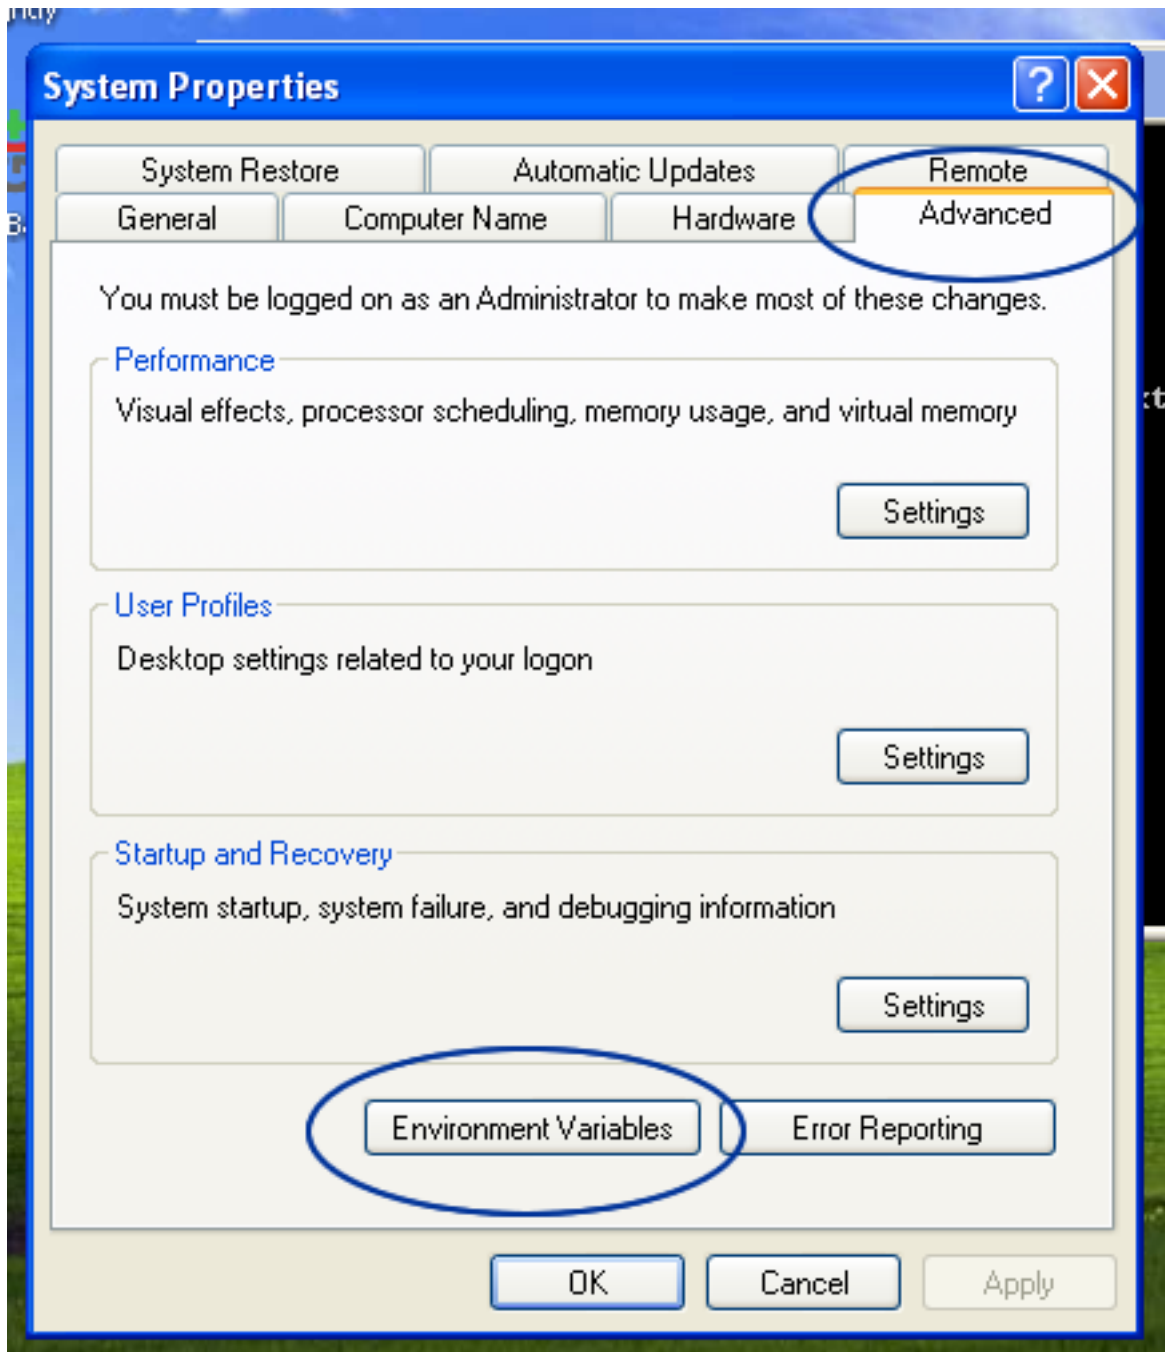 System Properties
?
System Restore Automatic Updates Remote
General Computer Name Hardware Advanced
You must be logged on as an Administrator to make most of these changes.
Performance
Visual effects, processor scheduling, memory usage, and virtual memory
Settings
User Profiles
Desktop settings related to your logon
Settings
Startup and Recovery
System startup, system failure, and debugging information
Settings
Environment Variables Error Reporting
OK Cancel Apply